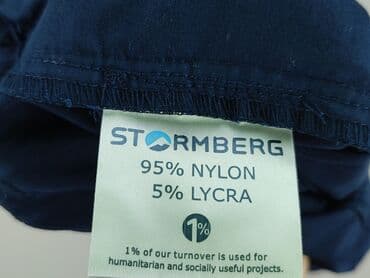 STORMBERG
95% NYLON
5% LYCRA
1%
1% of our turnover is used for
humanitarian and socially useful projects.